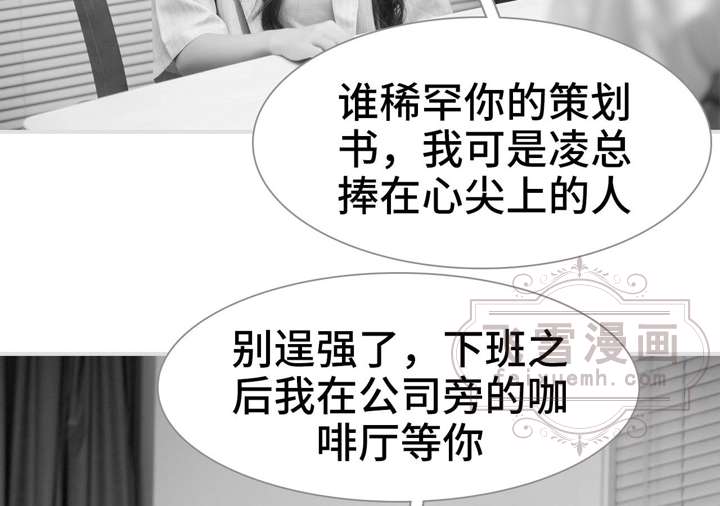 谁稀罕你的策划
书，我可是凌总
捧在心尖上的人
飞雪漫画
feixuemh.com
别逞强了，下班之
后我在公司旁的咖
啡厅等你